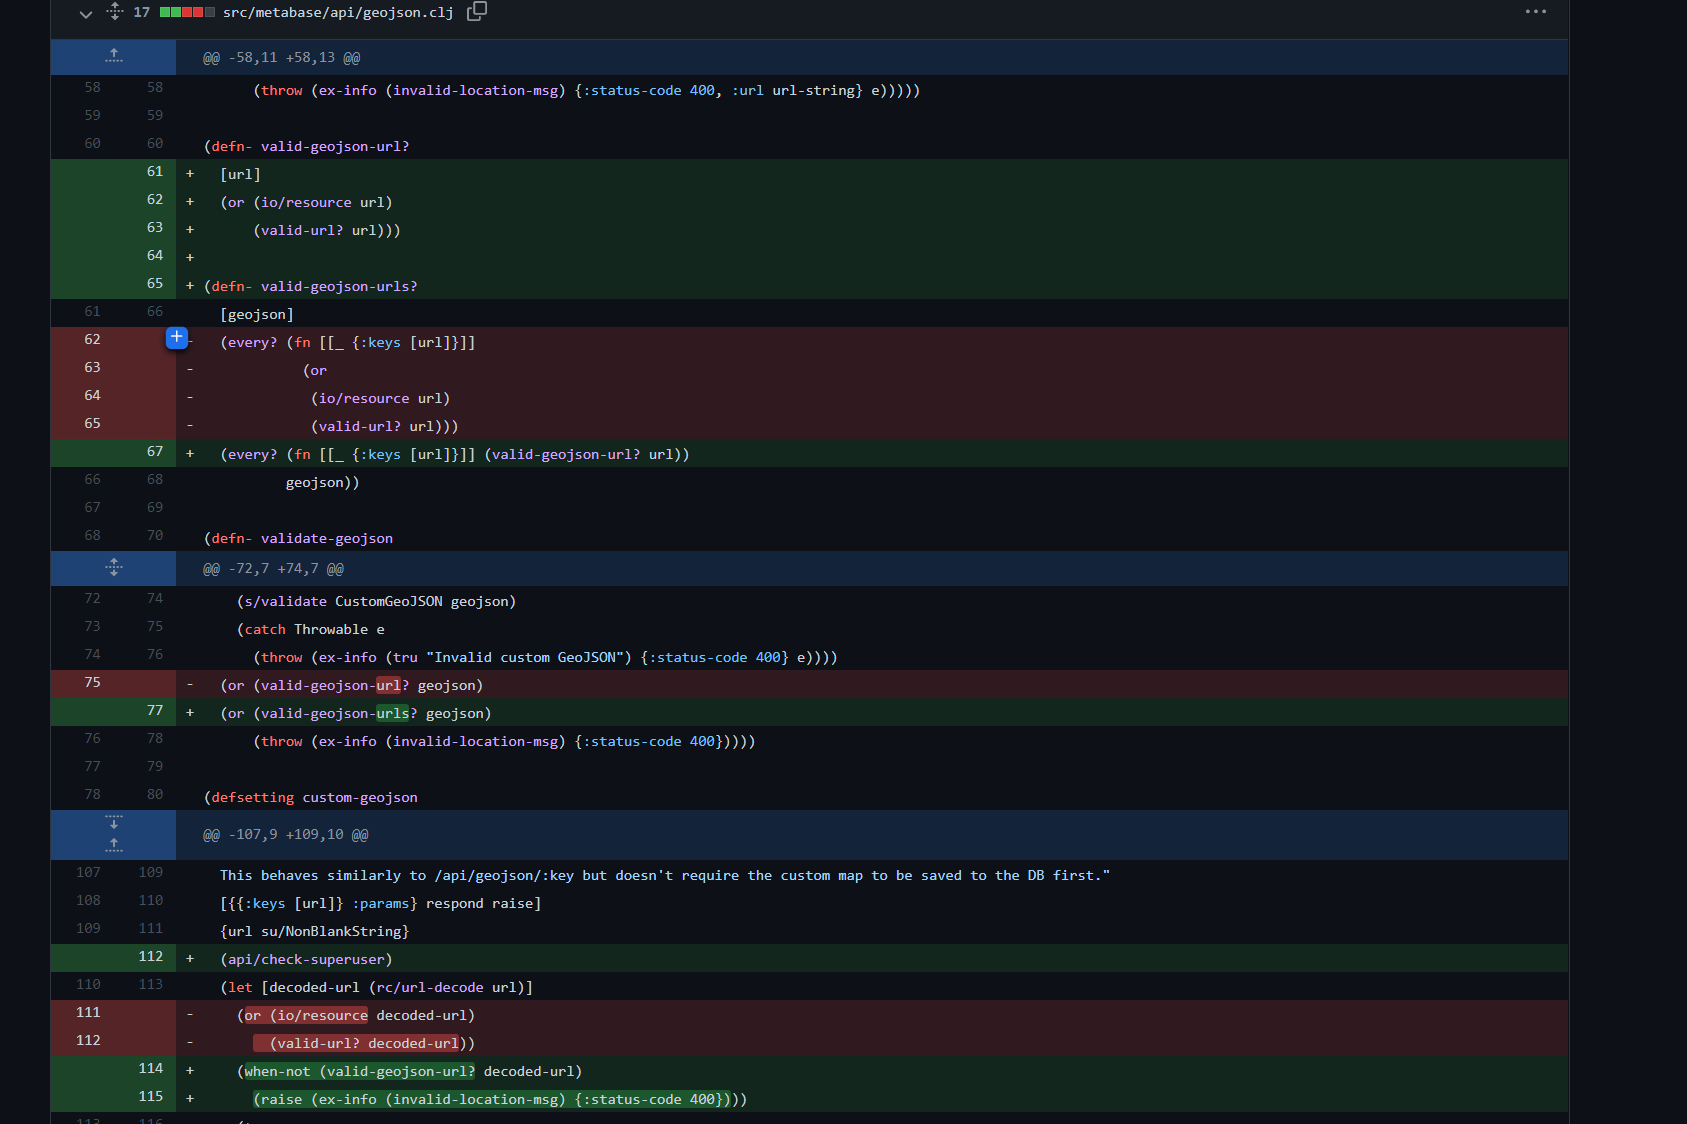 17 src/metabase/api/geojson.clj
@@ -58,11 +58,13 @@
58 58 (throw (ex-info (invalid-location-msg) {:status-code 400, :url url-string} e)))))
59 59
60 60 (defn- valid-geojson-url?
61 + [url]
62 + (or (io/resource url)
63 + (valid-url? url)))
64 +
65 + (defn- valid-geojson-urls?
61 66 [geojson]
62 - (every? (fn [[_ {:keys [url]}]]
63 - (or
64 - (io/resource url)
65 - (valid-url? url)))
67 + (every? (fn [[_ {:keys [url]}]] (valid-geojson-url? url))
66 68 geojson))
67 69
68 70 (defn- validate-geojson
@@ -72,7 +74,7 @@
72 74 (s/validate CustomGeoJSON geojson)
73 75 (catch Throwable e
74 76 (throw (ex-info (tru "Invalid custom GeoJSON") {:status-code 400} e))))
75 - (or (valid-geojson-url? geojson)
77 + (or (valid-geojson-urls? geojson)
76 78 (throw (ex-info (invalid-location-msg) {:status-code 400}))))
77 79
78 80 (defsetting custom-geojson
@@ -107,9 +109,10 @@
107 109 This behaves similarly to /api/geojson/:key but doesn't require the custom map to be saved to the DB first."
108 110 [{{:keys [url]} :params} respond raise]
109 111 {url su/NonBlankString}
112 + (api/check-superuser)
110 113 (let [decoded-url (rc/url-decode url)]
111 - (or (io/resource decoded-url)
112 - (valid-url? decoded-url))
114 + (when-not (valid-geojson-url? decoded-url)
115 + (raise (ex-info (invalid-location-msg) {:status-code 400})))
113 116